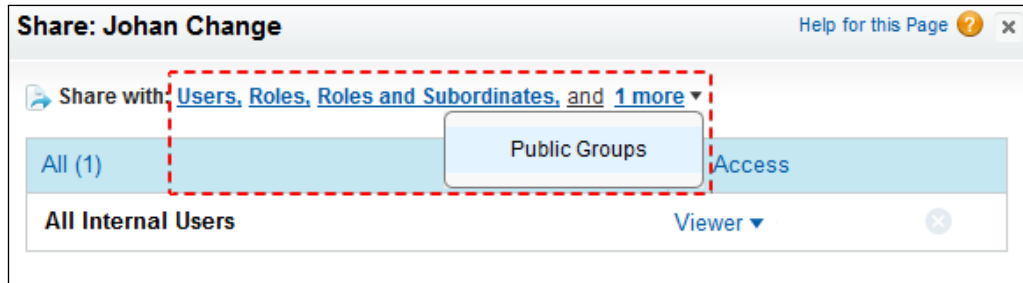 Share: Johan Change
Help for this Page
Share with: Users, Roles, Roles and Subordinates, and 1 more
Public Groups
All (1)
Access
All Internal Users
Viewer